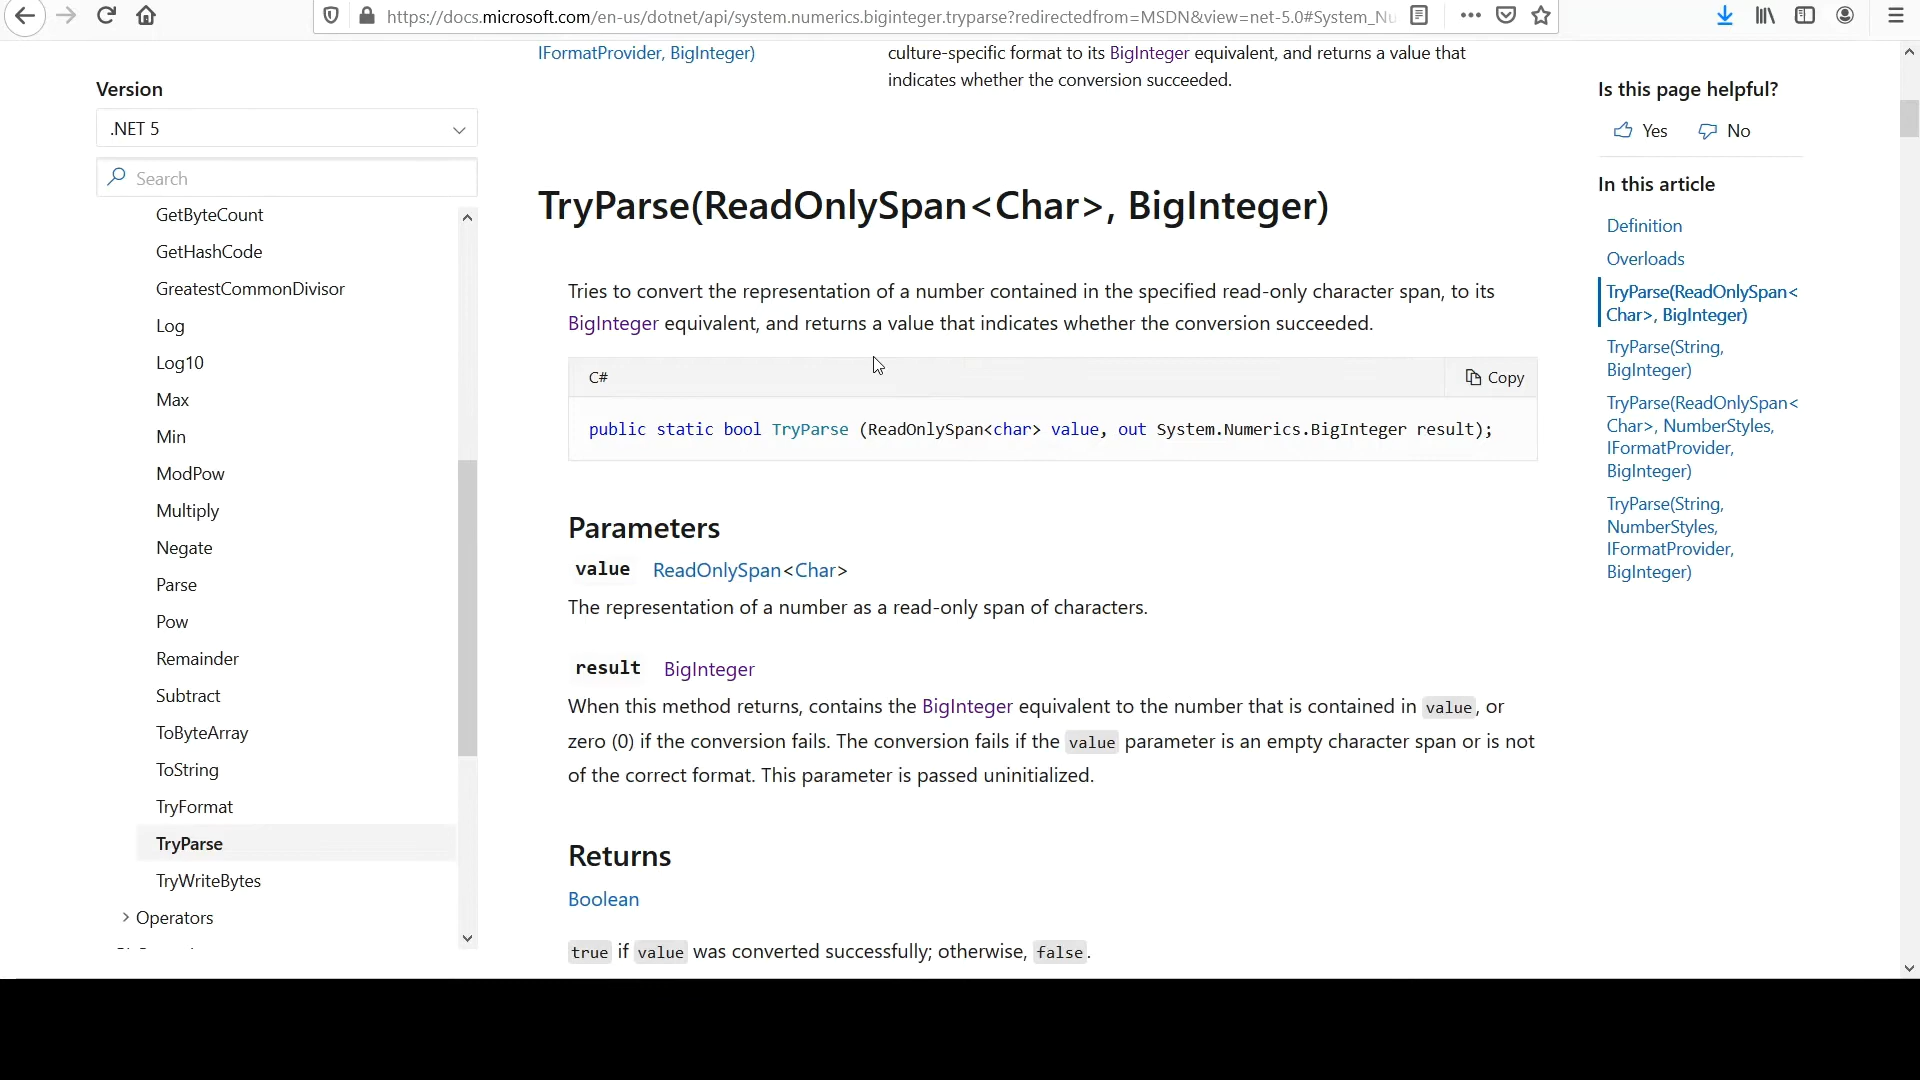 https://docs.microsoft.com/en-us/dotnet/api/system.numerics.biginteger.tryparse?redirectedfrom=MSDN&view=net-5.0#System_Nu
Version
.NET 5
Search
GetByteCount
GetHashCode
GreatestCommonDivisor
Log
Log10
Max
Min
ModPow
Multiply
Negate
Parse
Pow
Remainder
Subtract
ToByteArray
ToString
TryFormat
TryParse
TryWriteBytes
Operators
IFormatProvider, BigInteger)
culture-specific format to its BigInteger equivalent, and returns a value that
indicates whether the conversion succeeded.
TryParse(ReadOnlySpan<Char>, BigInteger)
Tries to convert the representation of a number contained in the specified read-only character span, to its
BigInteger equivalent, and returns a value that indicates whether the conversion succeeded.
C#
Copy
public static bool TryParse (ReadOnlySpan<char> value, out System.Numerics.BigInteger result);
Parameters
value ReadOnlySpan<Char>
The representation of a number as a read-only span of characters.
result BigInteger
When this method returns, contains the BigInteger equivalent to the number that is contained in value, or
zero (0) if the conversion fails. The conversion fails if the value parameter is an empty character span or is not
of the correct format. This parameter is passed uninitialized.
Returns
Boolean
true if value was converted successfully; otherwise, false.
Is this page helpful?
Yes
No
In this article
Definition
Overloads
TryParse(ReadOnlySpan<
Char>, BigInteger)
TryParse(String,
BigInteger)
TryParse(ReadOnlySpan<
Char>, NumberStyles,
IFormatProvider,
BigInteger)
TryParse(String,
NumberStyles,
IFormatProvider,
BigInteger)